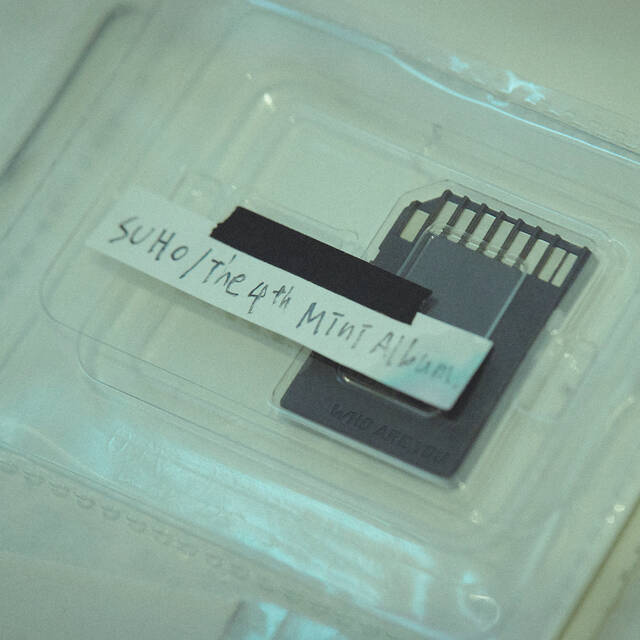 SUHO/The 4th MInI Album
WHO ARE YOU